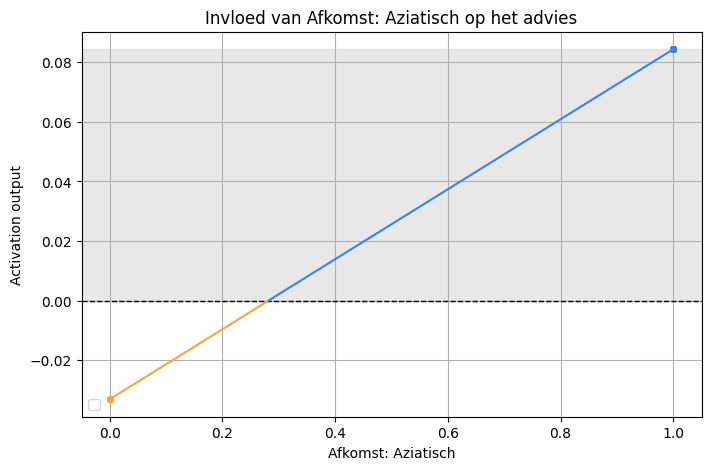 Invloed van Afkomst: Aziatisch op het advies
Activation output
0.08
0.06
0.04
0.02
0.00
−0.02
0.0 0.2 0.4 0.6 0.8 1.0
Afkomst: Aziatisch